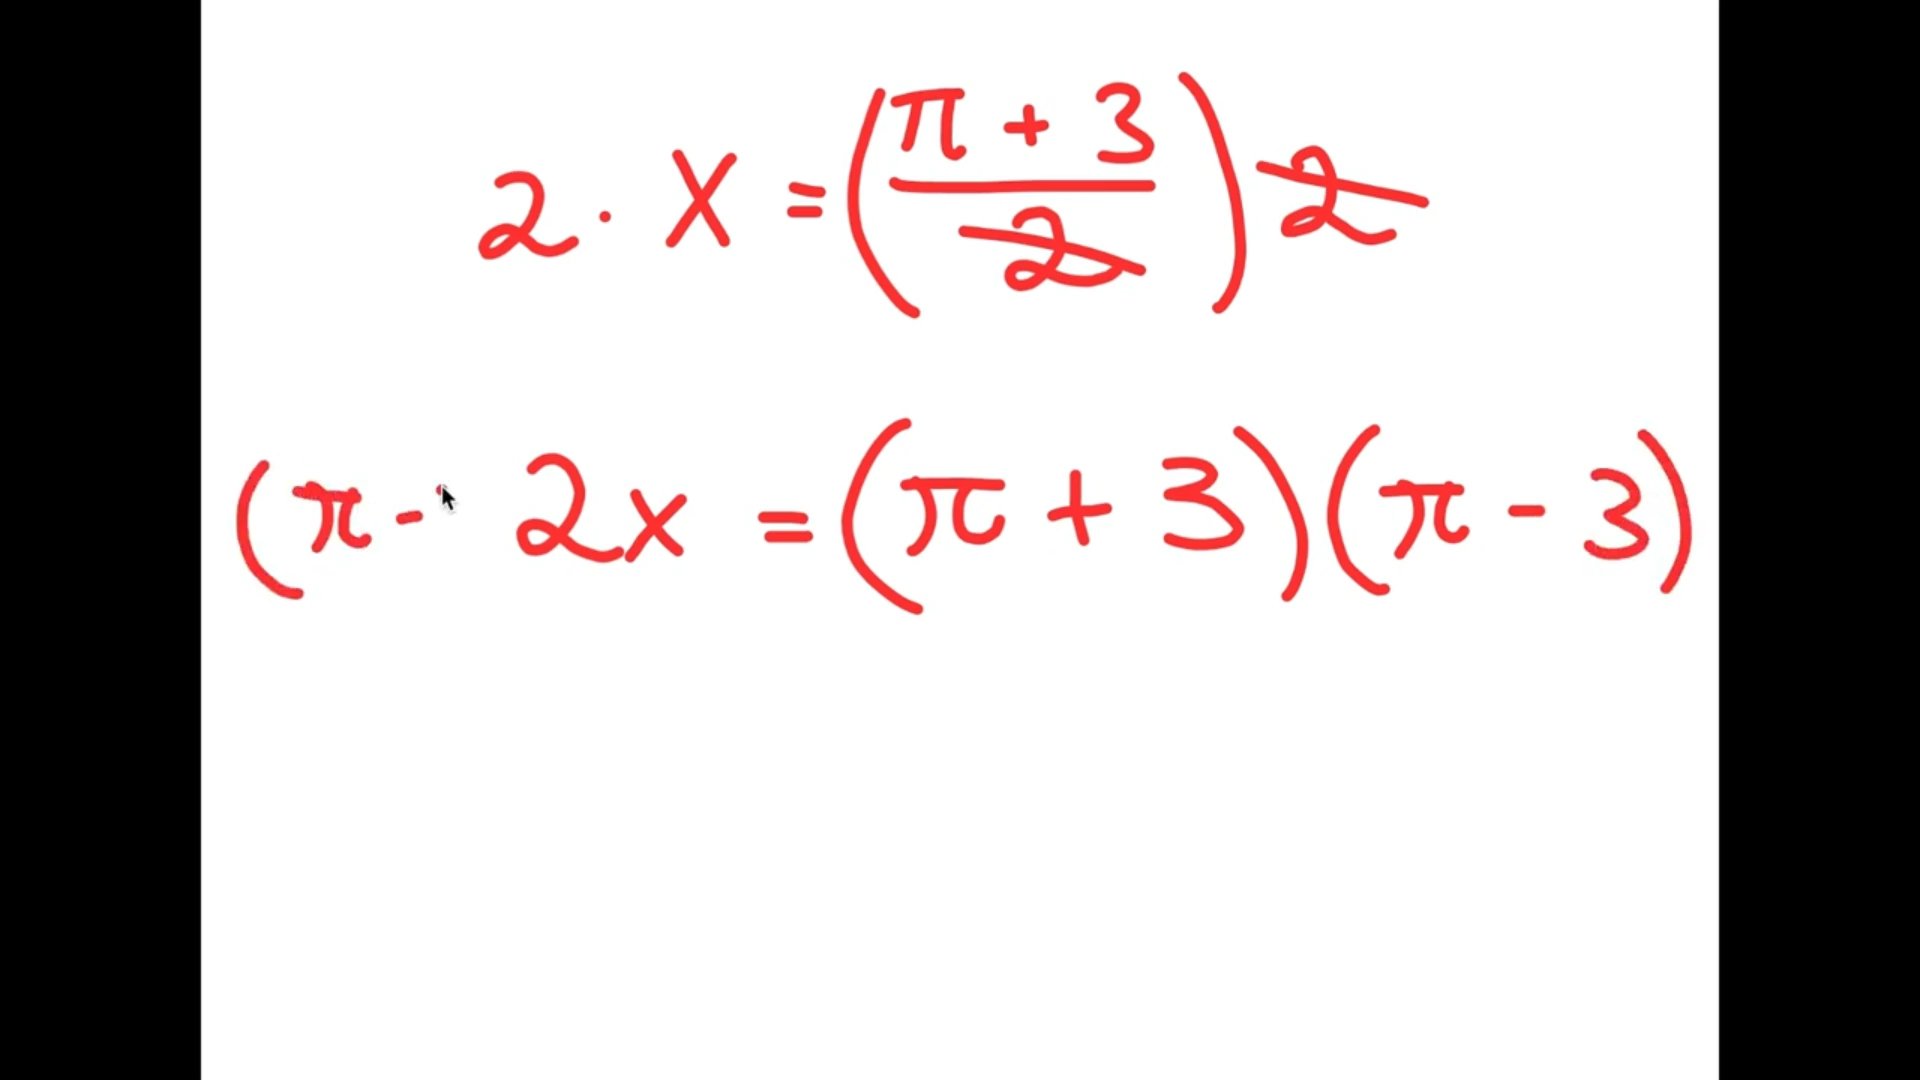 2 · X = (π + 3 / 2) 2
(π - 2x = (π + 3)(π - 3)